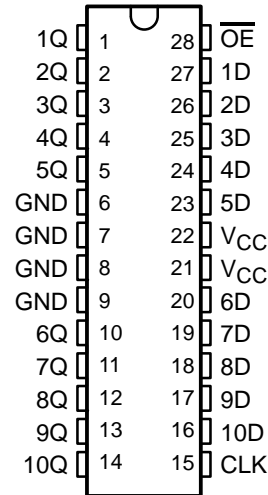 1Q 1 28 O̅E̅
2Q 2 27 1D
3Q 3 26 2D
4Q 4 25 3D
5Q 5 24 4D
GND 6 23 5D
GND 7 22 VCC
GND 8 21 VCC
GND 9 20 6D
6Q 10 19 7D
7Q 11 18 8D
8Q 12 17 9D
9Q 13 16 10D
10Q 14 15 CLK